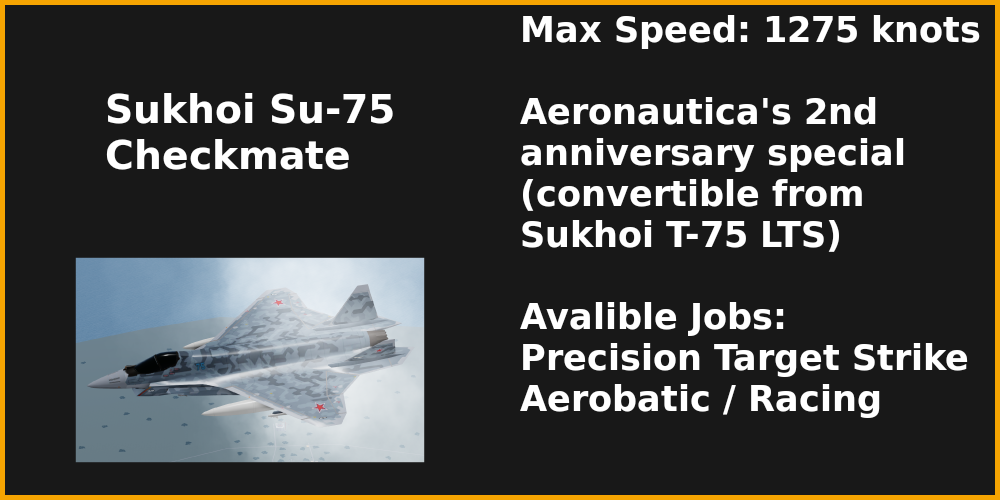 Sukhoi Su-75
Checkmate
Max Speed: 1275 knots
Aeronautica's 2nd
anniversary special
(convertible from
Sukhoi T-75 LTS)
Avalible Jobs:
Precision Target Strike
Aerobatic / Racing